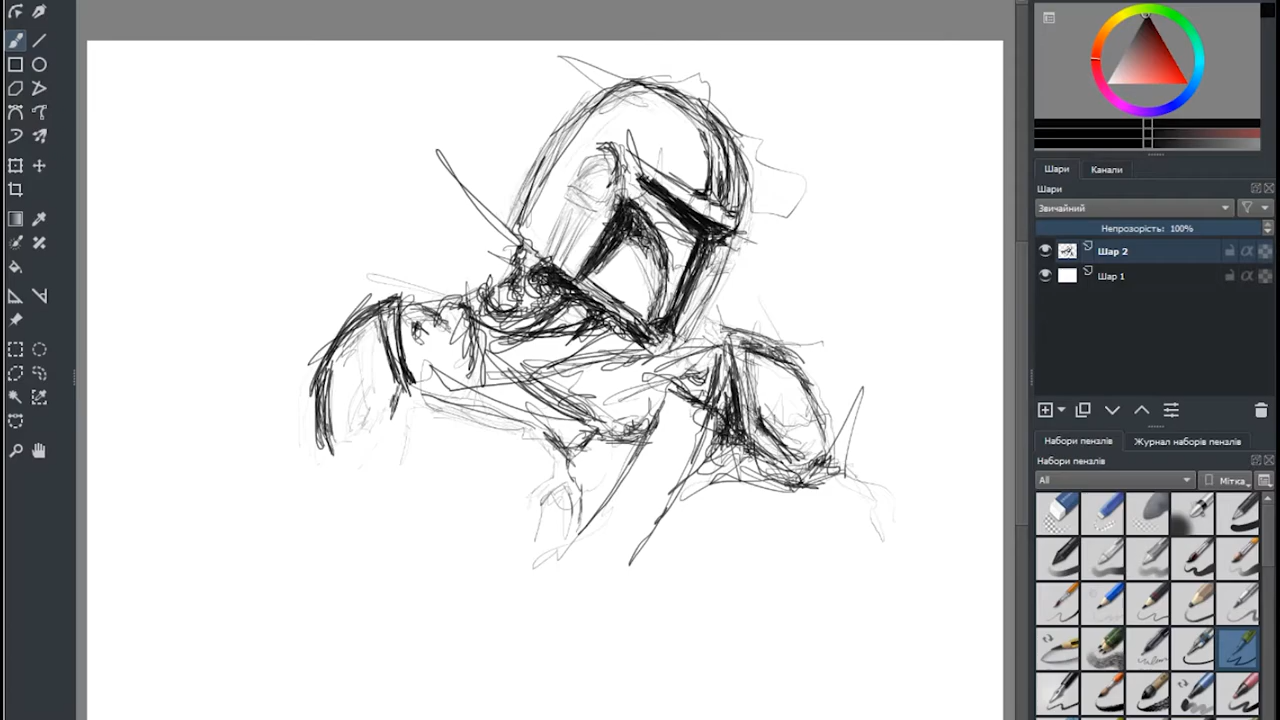 Шари
Канали
Шари
Звичайний
Непрозорість: 100%
Шар 2
Шар 1
Набори пензлів
Журнал наборів пензлів
Набори пензлів
All
Мітка